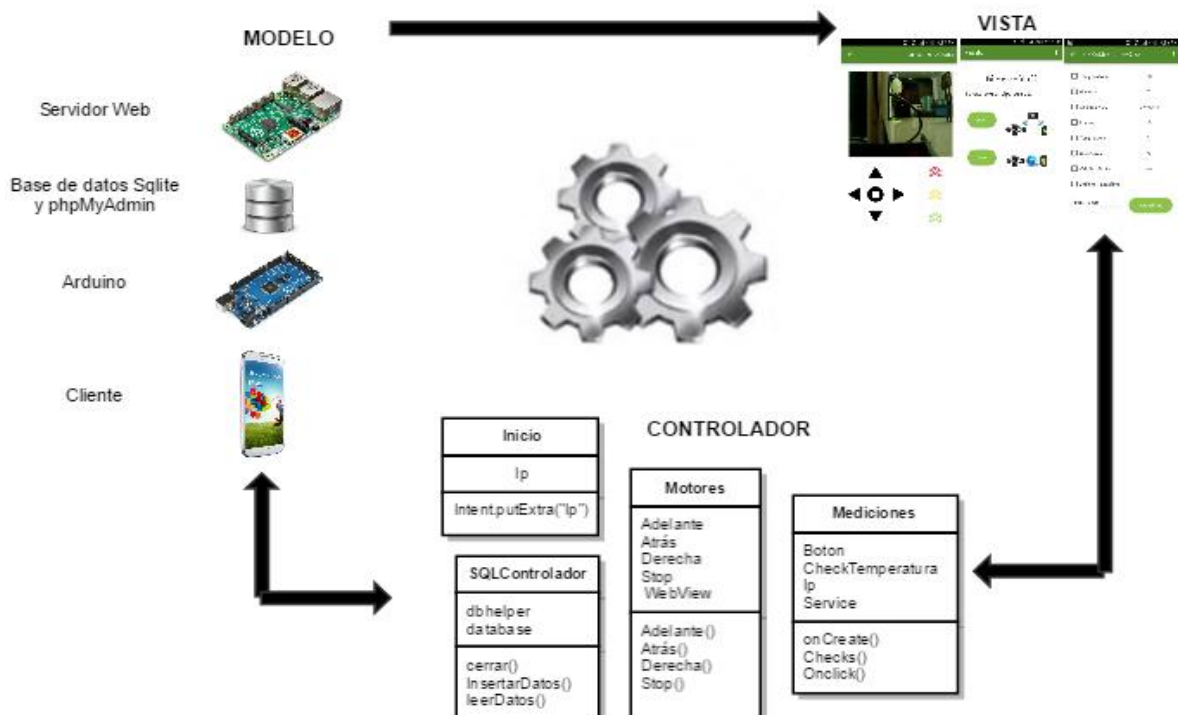 MODELO
VISTA
Servidor Web
Base de datos Sqlite
y phpMyAdmin
Arduino
Cliente
CONTROLADOR
Inicio
Ip
Intent.putExtra("Ip")
SQLControlador
dbhelper
database
cerrar()
InsertarDatos()
leerDatos()
Motores
Adelante
Atrás
Derecha
Stop
WebView
Adelante()
Atrás()
Derecha()
Stop()
Mediciones
Boton
CheckTemperatura
Ip
Service
onCreate()
Checks()
Onclick()